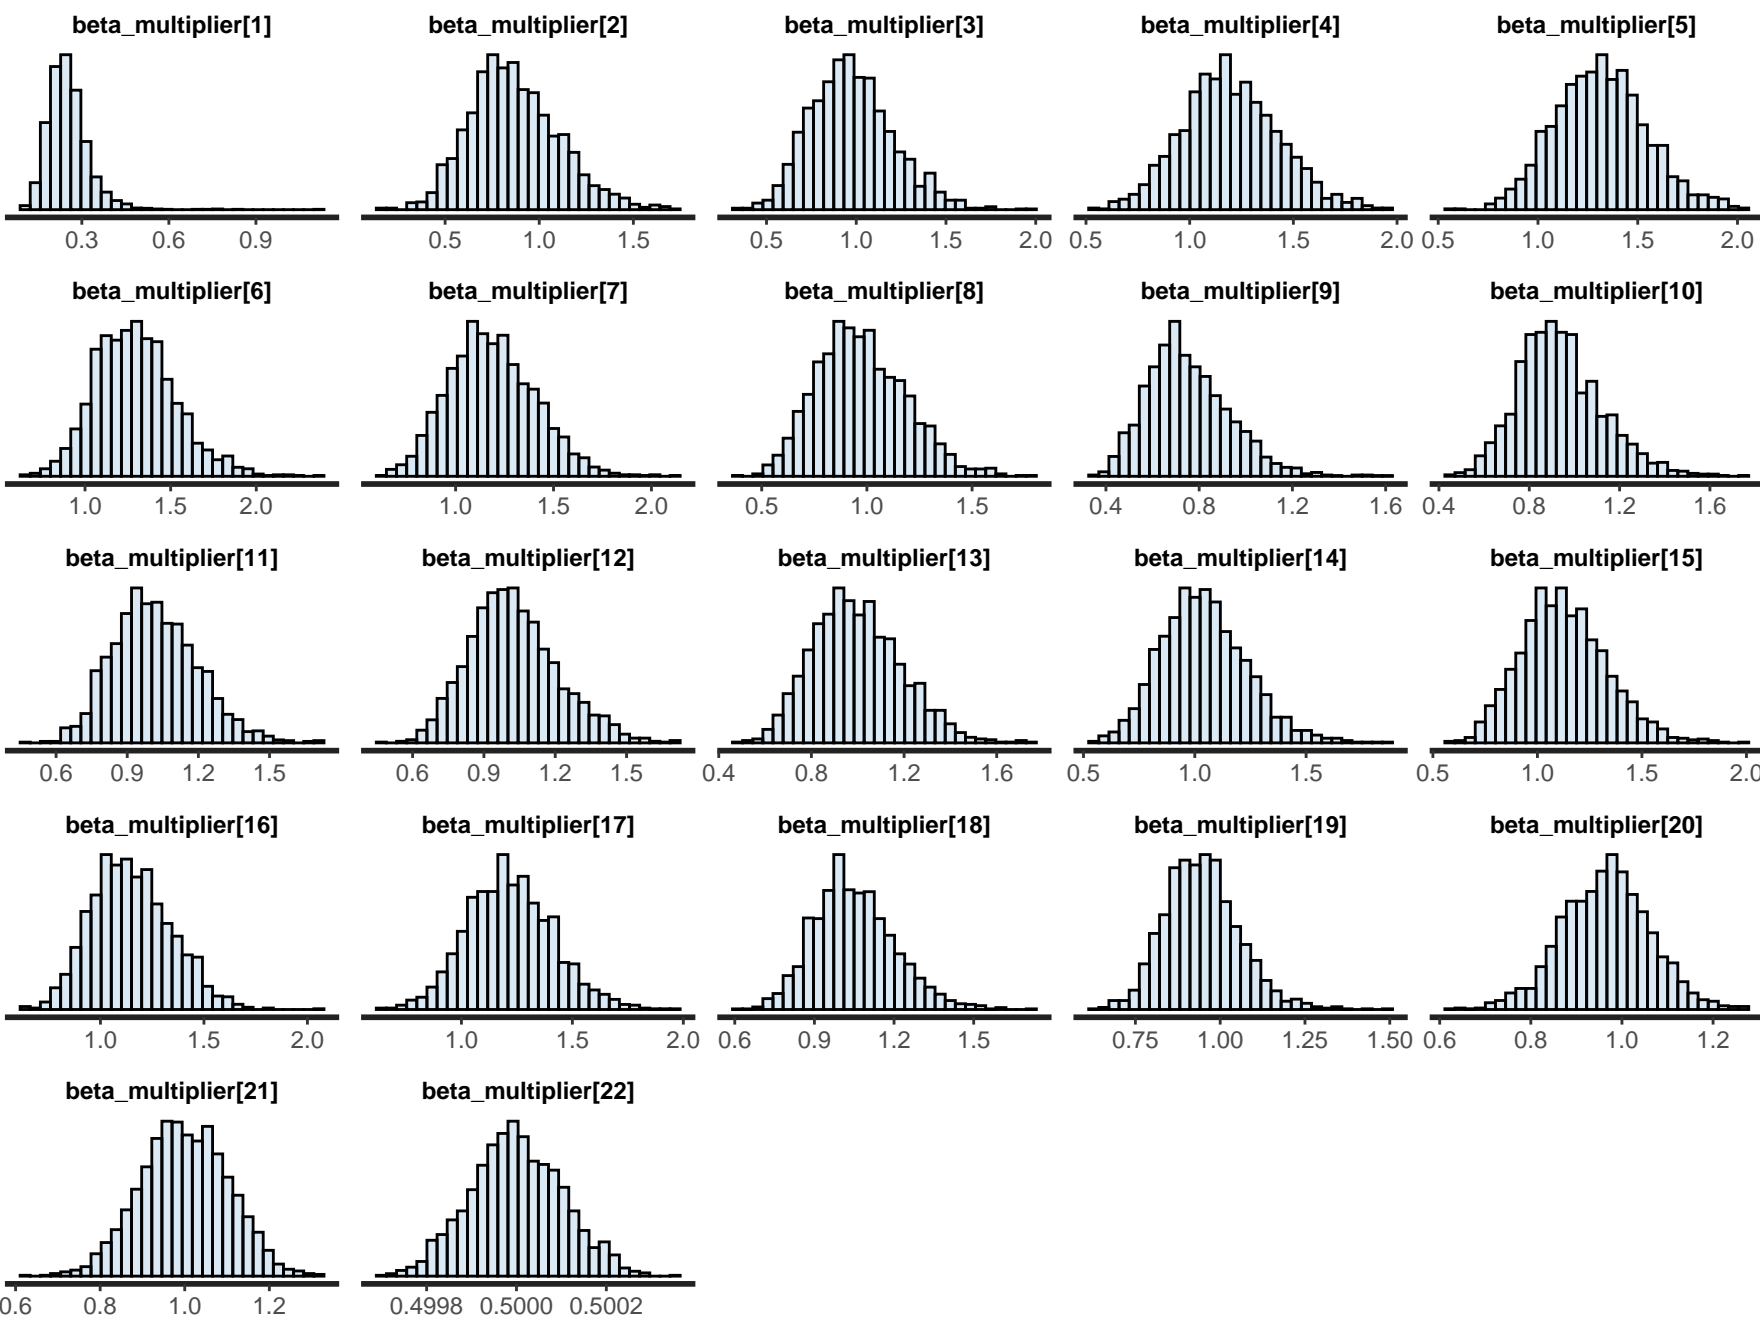 beta_multiplier[1] beta_multiplier[2] beta_multiplier[3] beta_multiplier[4] beta_multiplier[5]
0.3 0.6 0.9 0.5 1.0 1.5 0.5 1.0 1.5 2.0 0.5 1.0 1.5 2.0 0.5 1.0 1.5 2.0
beta_multiplier[6] beta_multiplier[7] beta_multiplier[8] beta_multiplier[9] beta_multiplier[10]
1.0 1.5 2.0 1.0 1.5 2.0 0.5 1.0 1.5 0.4 0.8 1.2 1.6 0.4 0.8 1.2 1.6
beta_multiplier[11] beta_multiplier[12] beta_multiplier[13] beta_multiplier[14] beta_multiplier[15]
0.6 0.9 1.2 1.5 0.6 0.9 1.2 1.5 0.4 0.8 1.2 1.6 0.5 1.0 1.5 0.5 1.0 1.5 2.0
beta_multiplier[16] beta_multiplier[17] beta_multiplier[18] beta_multiplier[19] beta_multiplier[20]
1.0 1.5 2.0 1.0 1.5 2.0 0.6 0.9 1.2 1.5 0.75 1.00 1.25 1.50 0.6 0.8 1.0 1.2
beta_multiplier[21] beta_multiplier[22]
0.6 0.8 1.0 1.2 0.4998 0.5000 0.5002